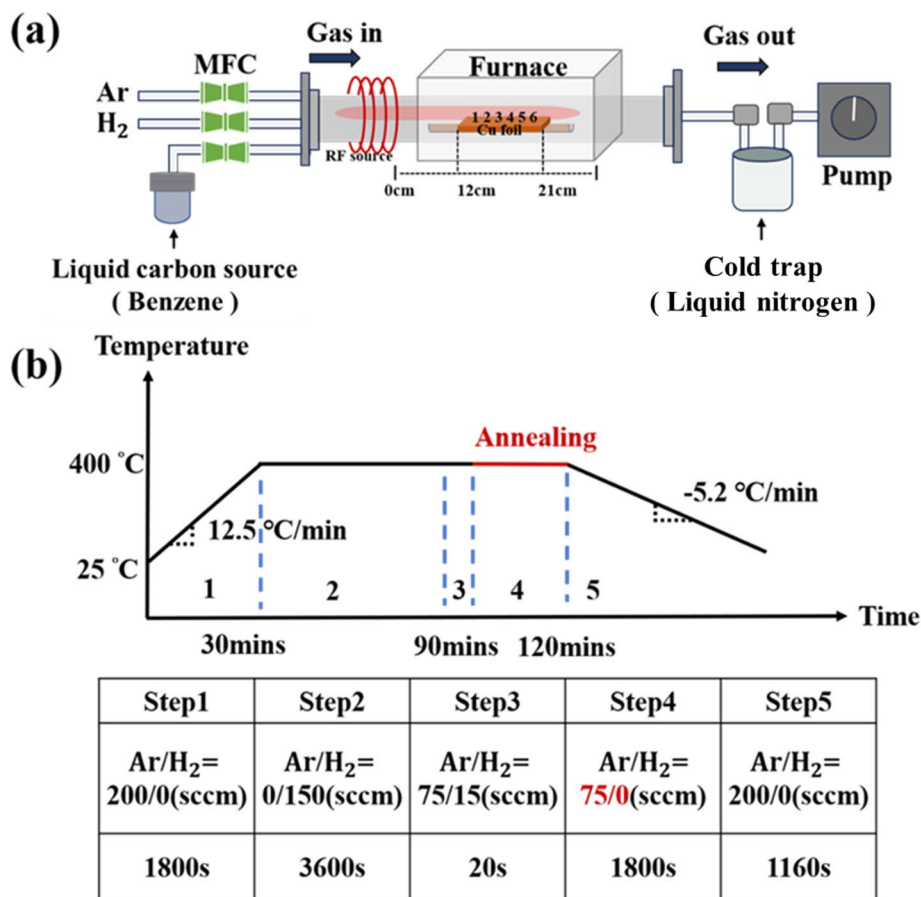 (a)
Gas in
Gas out
MFC
Furnace
Ar
H₂
1 2 3 4 5 6
Cu foil
RF source
0cm 12cm 21cm
Pump
Liquid carbon source
( Benzene )
Cold trap
( Liquid nitrogen )
(b)
Temperature
Annealing
400 °C
-5.2 °C/min
12.5 °C/min
25 °C
1 2 3 4 5
Time
30mins 90mins 120mins
Step1 Step2 Step3 Step4 Step5
Ar/H₂= Ar/H₂= Ar/H₂= Ar/H₂= Ar/H₂=
200/0(sccm) 0/150(sccm) 75/15(sccm) 75/0(sccm) 200/0(sccm)
1800s 3600s 20s 1800s 1160s